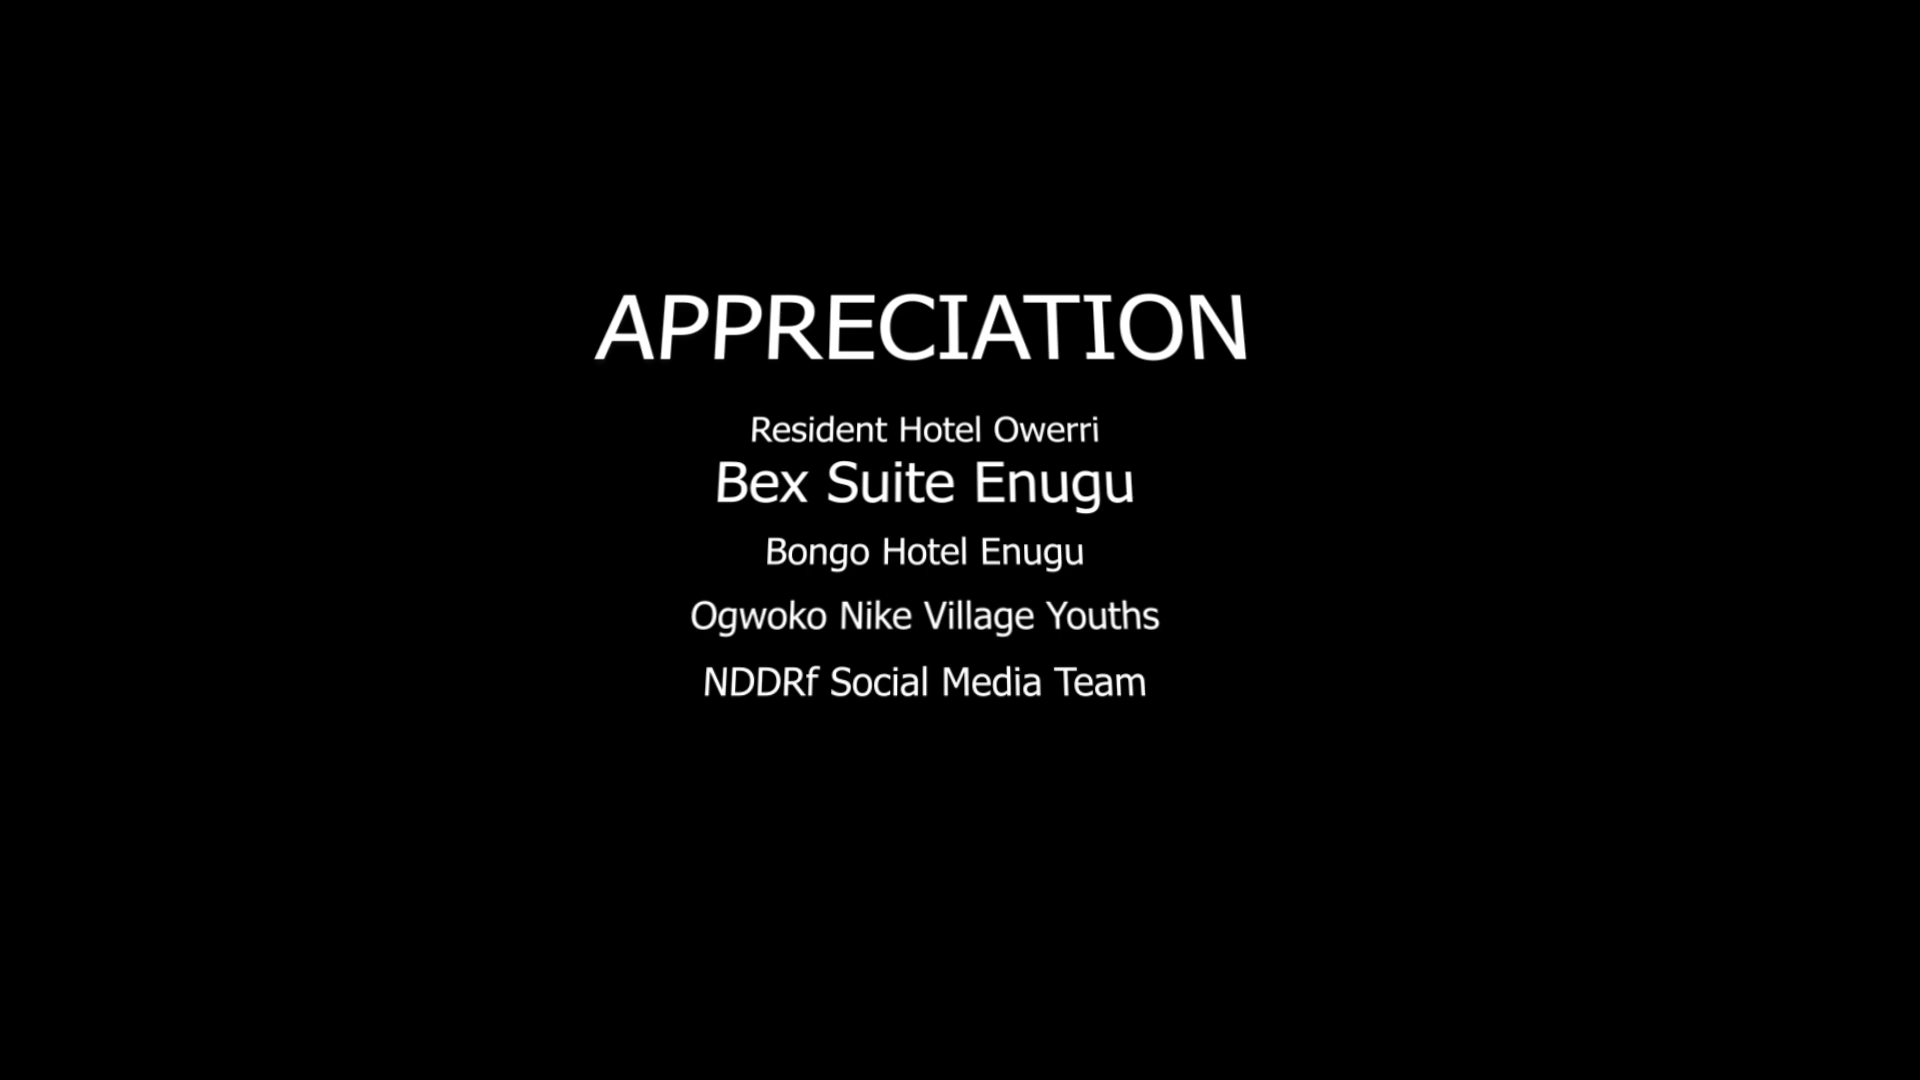 APPRECIATION
Resident Hotel Owerri
Bex Suite Enugu
Bongo Hotel Enugu
Ogwoko Nike Village Youths
NDDRf Social Media Team